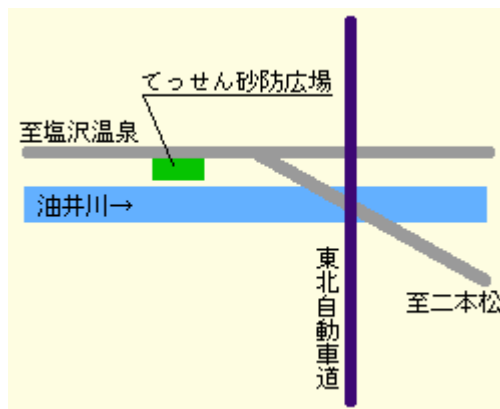 てっせん砂防広場
至塩沢温泉
油井川→
東北自動車道
至二本松